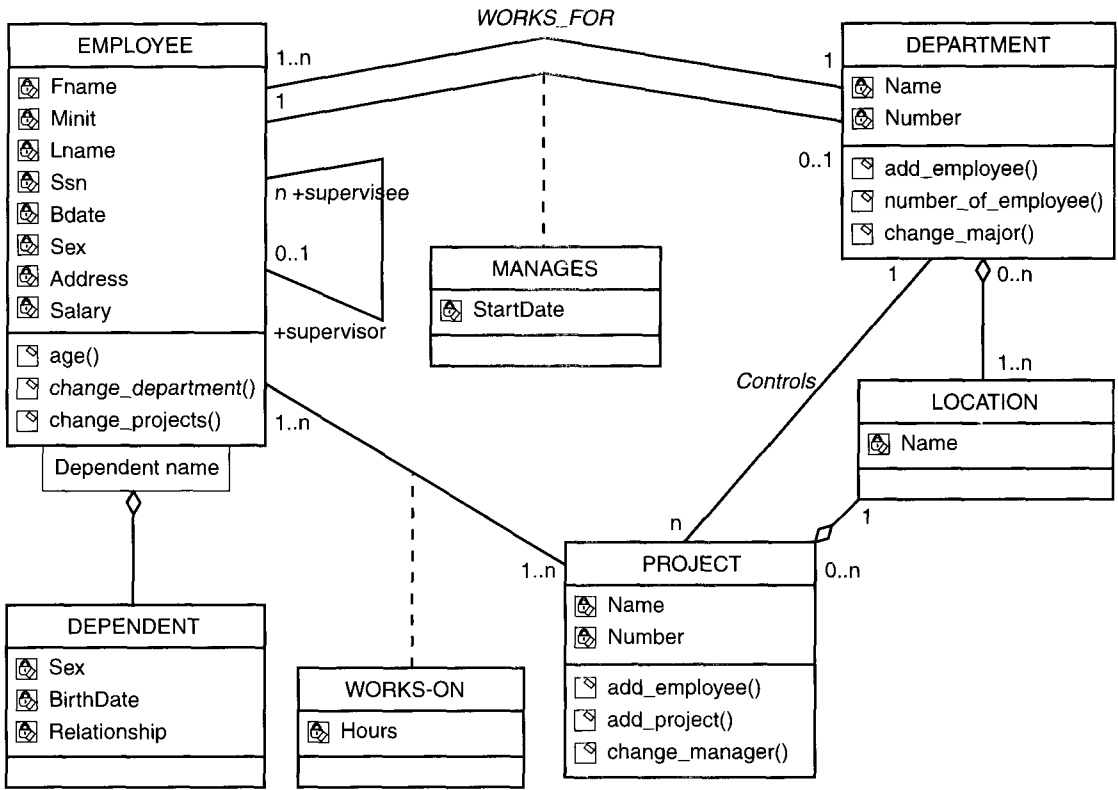 WORKS_FOR
EMPLOYEE
Fname
Minit
Lname
Ssn
Bdate
Sex
Address
Salary
age()
change_department()
change_projects()
Dependent name
1..n
1
1
0..1
n +supervisee
0..1
+supervisor
DEPARTMENT
Name
Number
add_employee()
number_of_employee()
change_major()
MANAGES
StartDate
1
0..n
Controls
1..n
LOCATION
Name
1..n
n
1
1..n
0..n
PROJECT
Name
Number
add_employee()
add_project()
change_manager()
DEPENDENT
Sex
BirthDate
Relationship
WORKS-ON
Hours